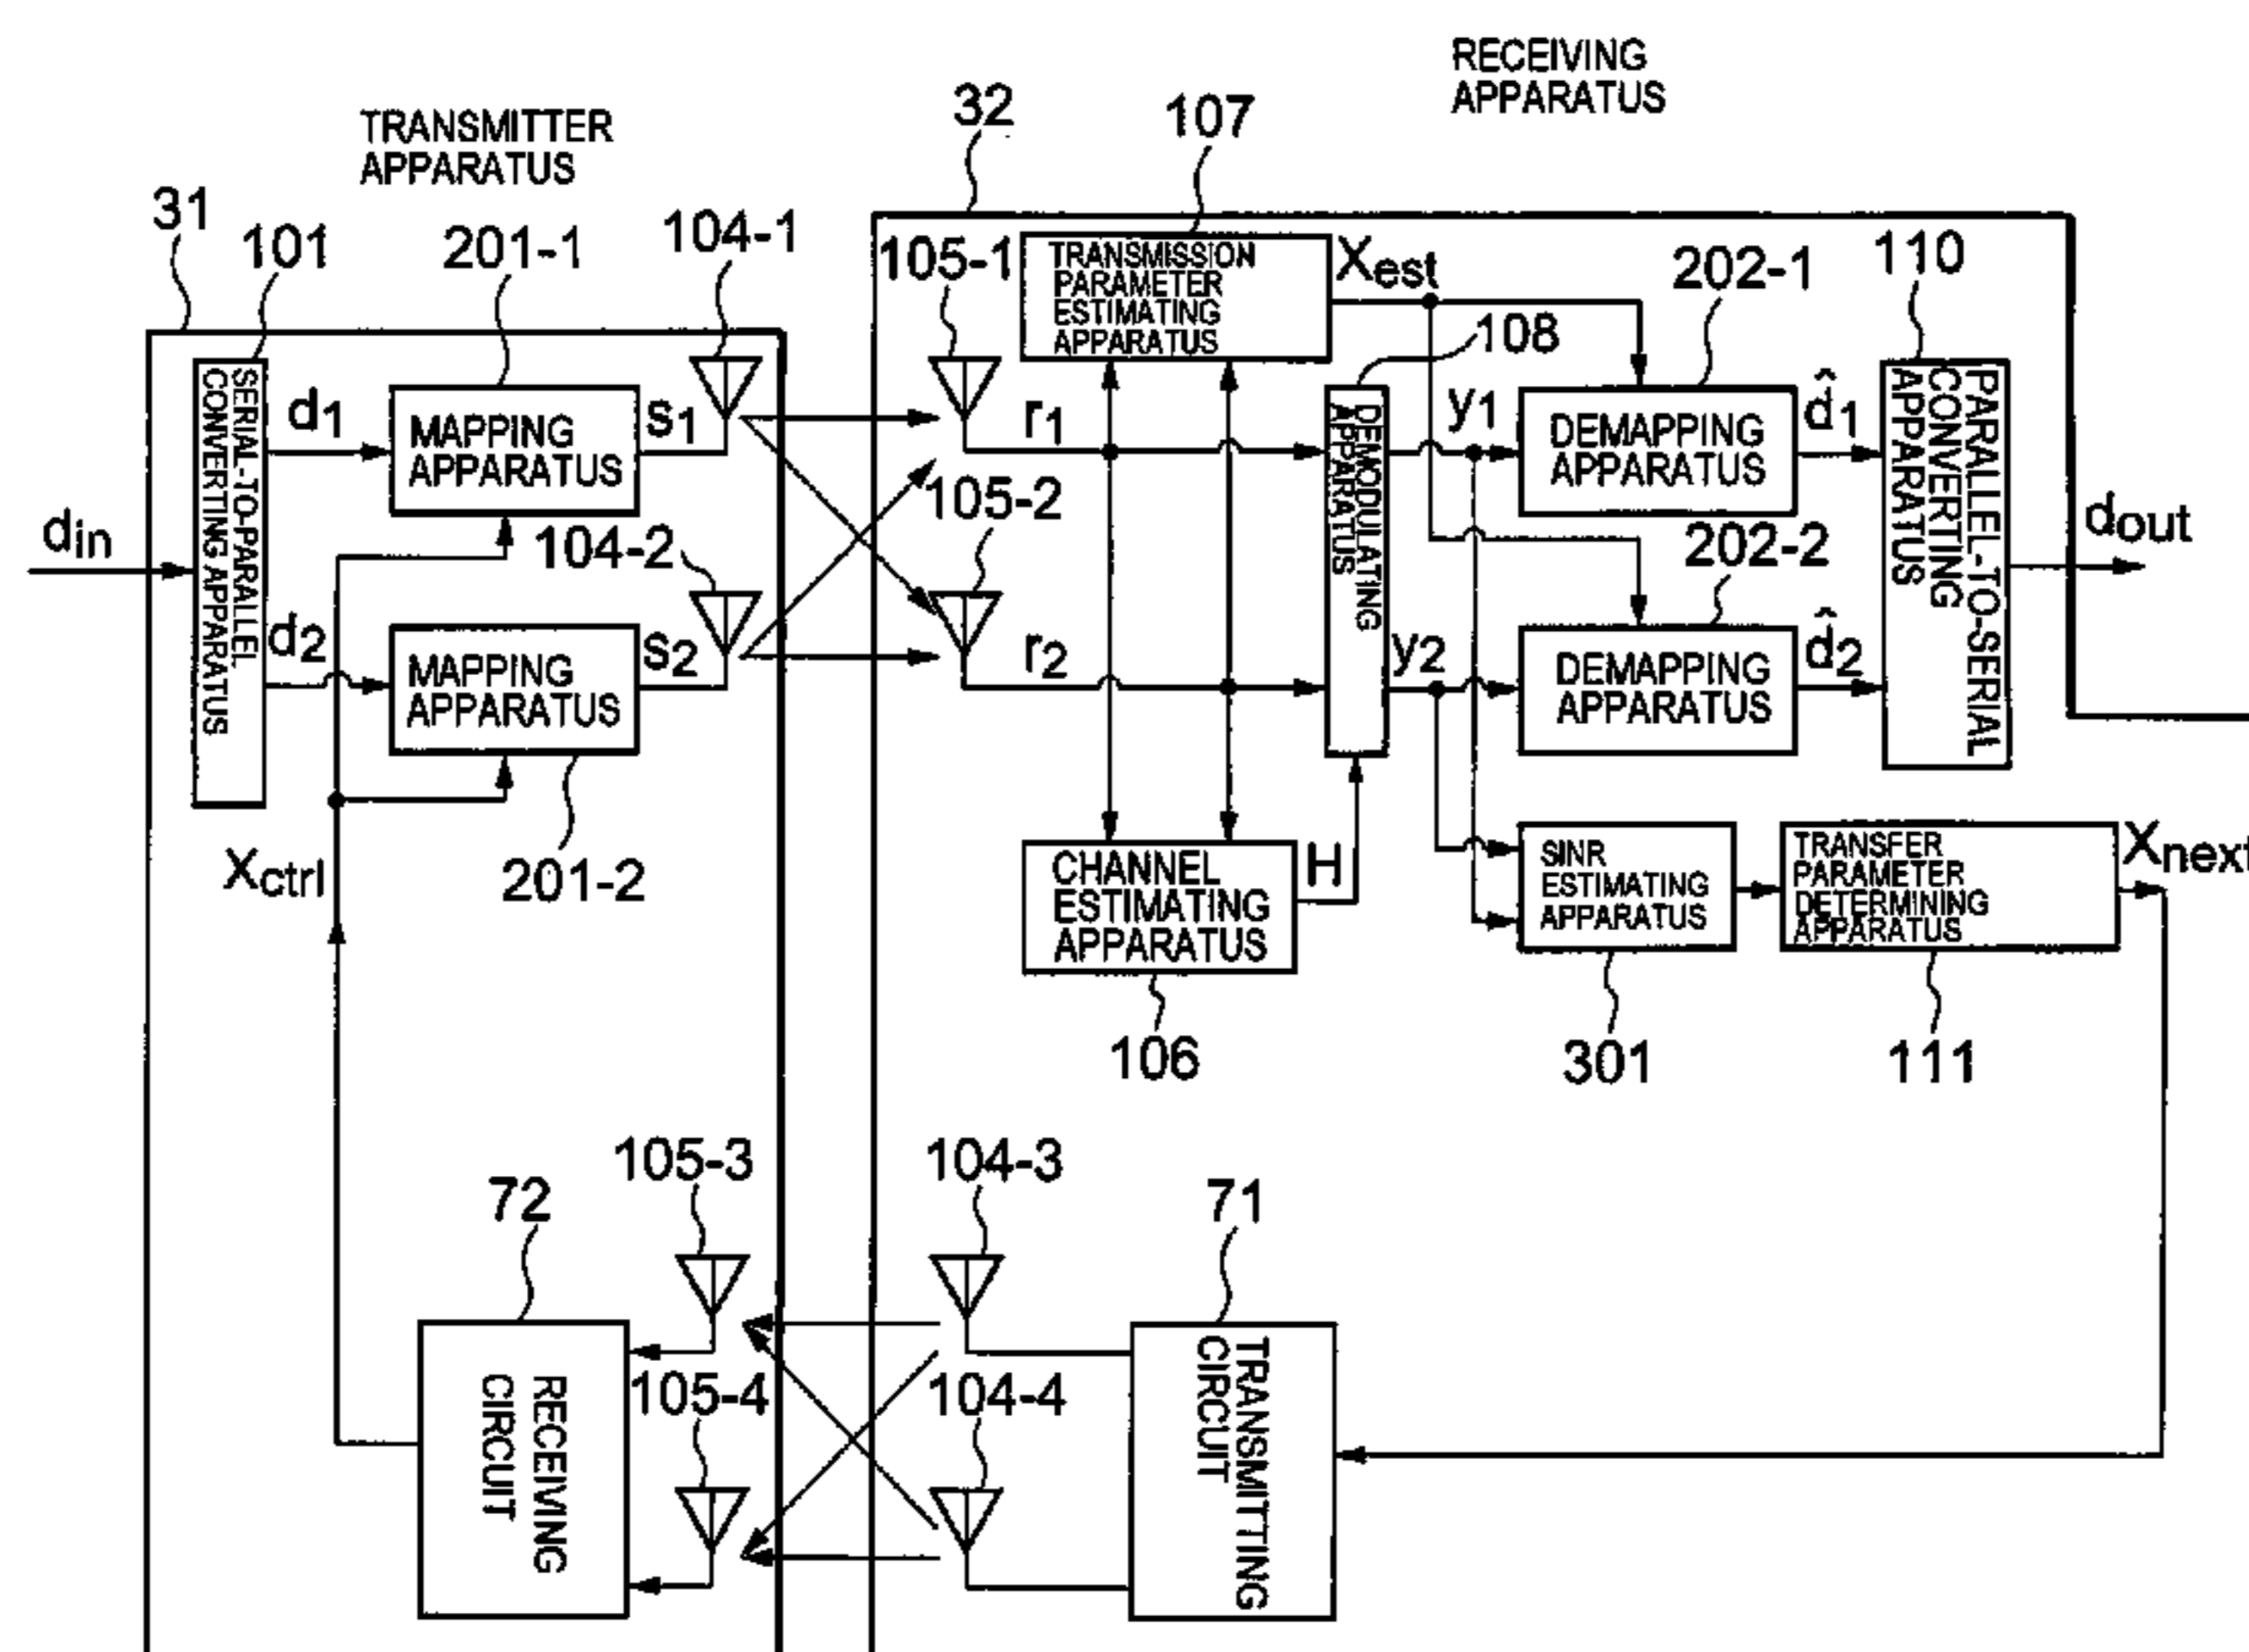 RECEIVING
APPARATUS
TRANSMITTER
APPARATUS
32
107
31
101
201-1
104-1
105-1
TRANSMISSION
PARAMETER
ESTIMATING
APPARATUS
Xest
202-1
110
108
SERIAL-TO-PARALLEL
CONVERTING APPARATUS
d1
MAPPING
APPARATUS
s1
r1
DEMODULATING
APPARATUS
y1
DEMAPPING
APPARATUS
d̂1
PARALLEL-TO-SERIAL
CONVERTING
APPARATUS
din
104-2
105-2
202-2
dout
d2
MAPPING
APPARATUS
s2
r2
y2
DEMAPPING
APPARATUS
d̂2
Xctrl
201-2
CHANNEL
ESTIMATING
APPARATUS
H
SINR
ESTIMATING
APPARATUS
TRANSFER
PARAMETER
DETERMINING
APPARATUS
Xnext
106
301
111
105-3
104-3
72
71
105-4
104-4
RECEIVING
CIRCUIT
TRANSMITTING
CIRCUIT